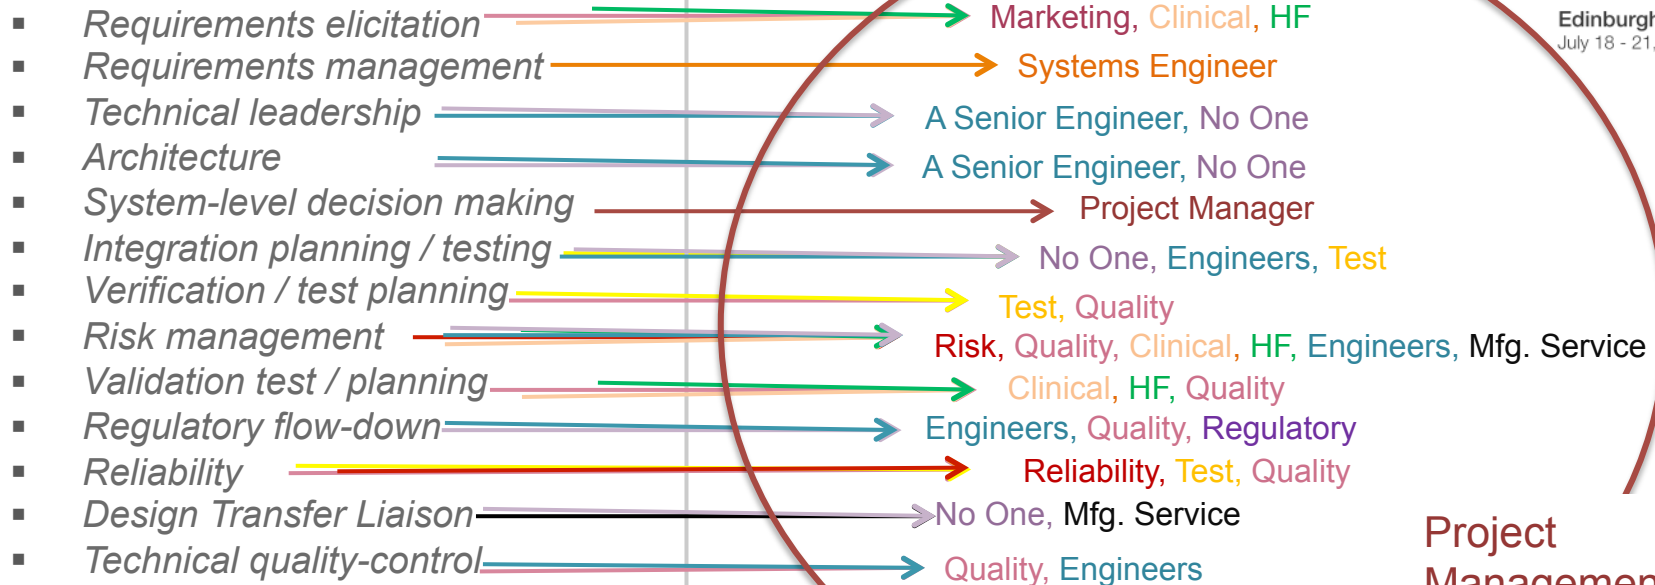 Requirements elicitation Marketing, Clinical, HF
Edinburgh
July 18 - 21,
Requirements management Systems Engineer
Technical leadership A Senior Engineer, No One
Architecture A Senior Engineer, No One
System-level decision making Project Manager
Integration planning / testing No One, Engineers, Test
Verification / test planning Test, Quality
Risk management Risk, Quality, Clinical, HF, Engineers, Mfg. Service
Validation test / planning Clinical, HF, Quality
Regulatory flow-down Engineers, Quality, Regulatory
Reliability Reliability, Test, Quality
Design Transfer Liaison No One, Mfg. Service
Technical quality-control Quality, Engineers
Project
Managemen